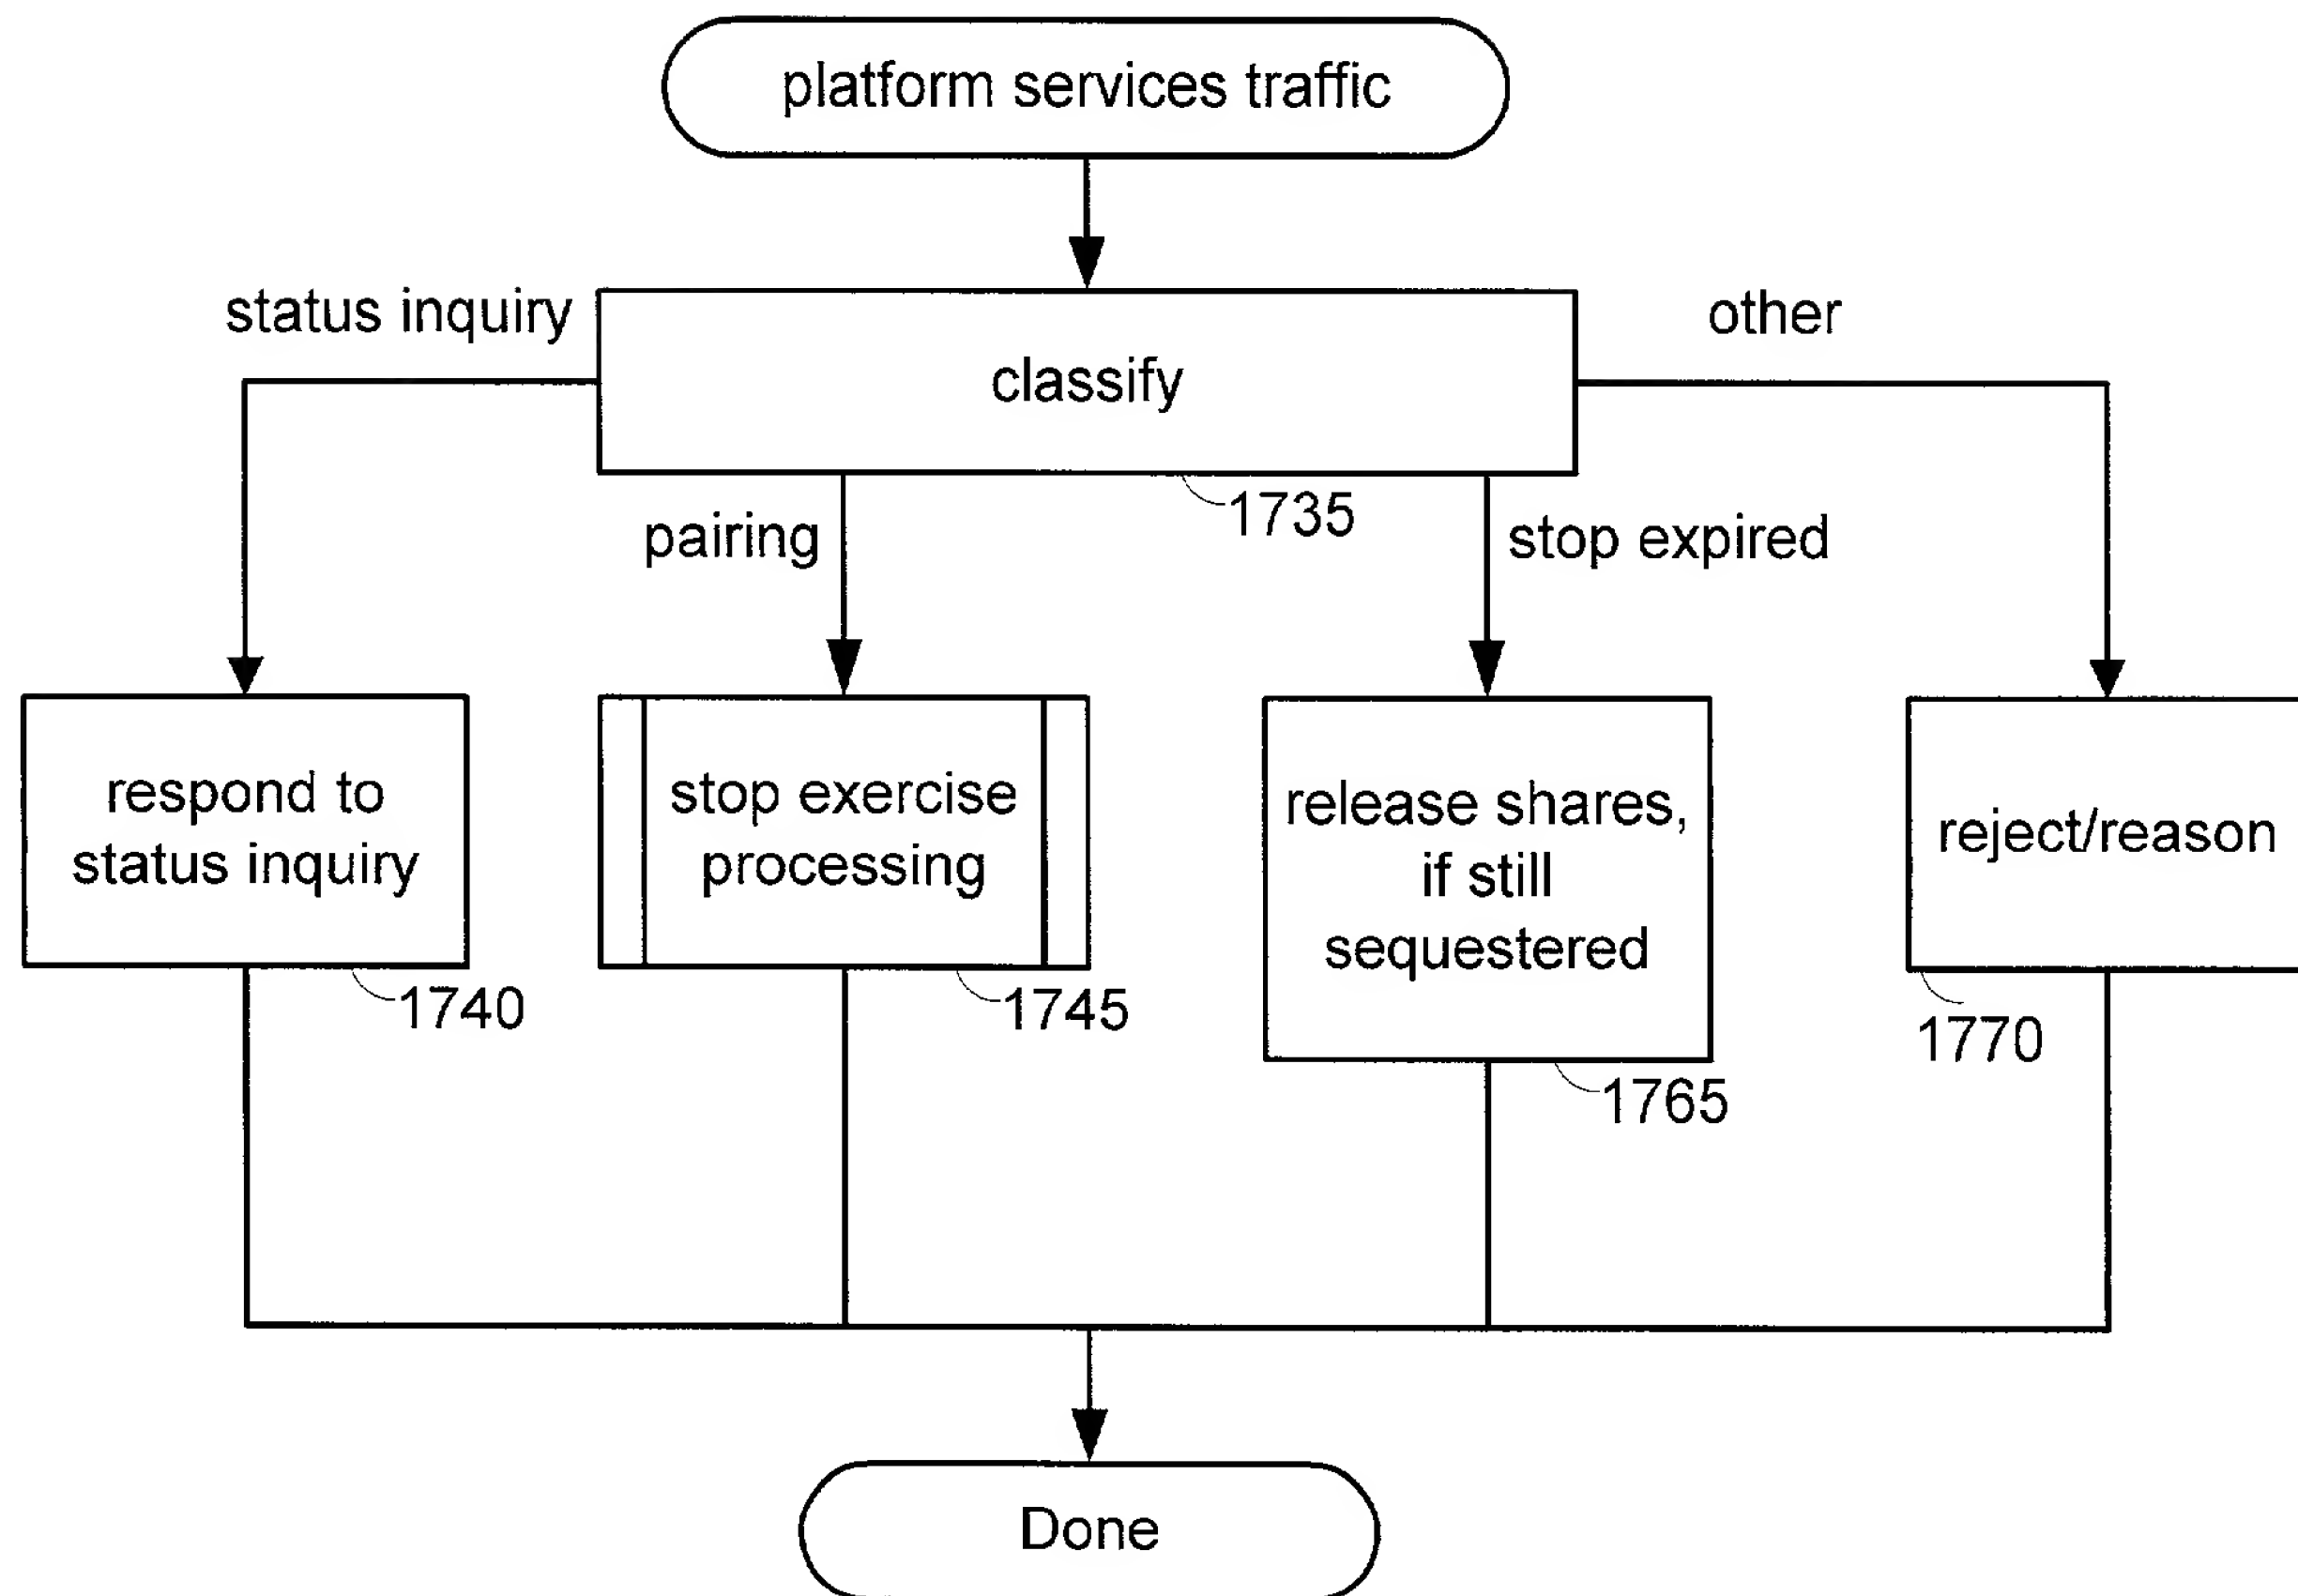 platform services traffic
status inquiry
other
classify
1735
pairing
stop expired
respond to
status inquiry
1740
stop exercise
processing
1745
release shares,
if still
sequestered
1765
reject/reason
1770
Done